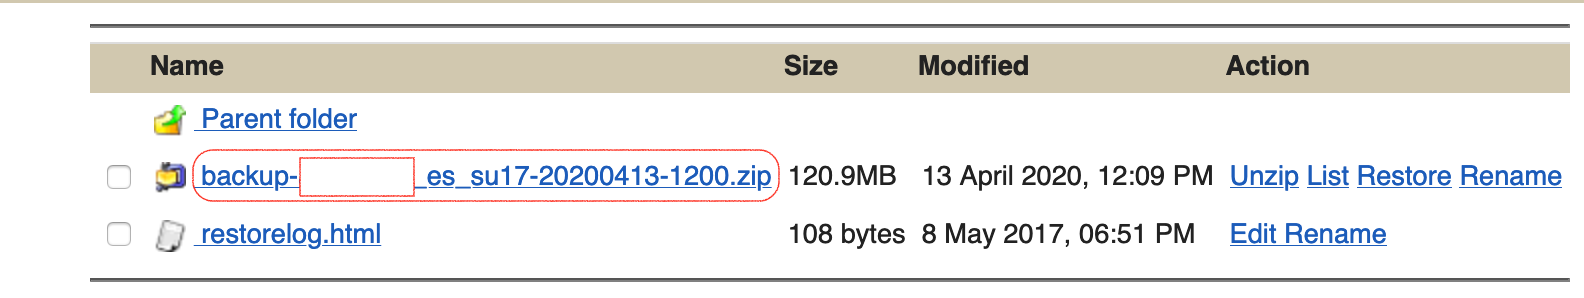 Name Size Modified Action
Parent folder
backup- _es_su17-20200413-1200.zip 120.9MB 13 April 2020, 12:09 PM Unzip List Restore Rename
restorelog.html 108 bytes 8 May 2017, 06:51 PM Edit Rename